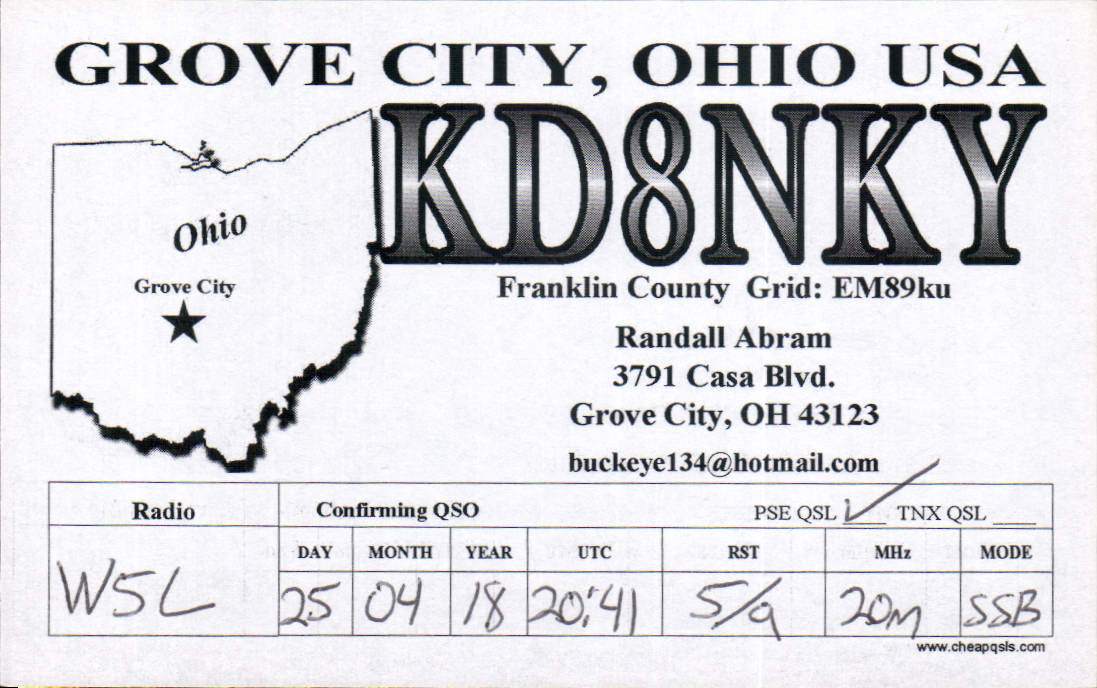 GROVE CITY, OHIO USA
KD8NKY
Ohio
Grove City
Franklin County Grid: EM89ku
Randall Abram
3791 Casa Blvd.
Grove City, OH 43123
buckeye134@hotmail.com
Radio Confirming QSO PSE QSL ✓ TNX QSL ____
DAY MONTH YEAR UTC RST MHz MODE
W5L 25 04 18 20:41 5/9 20m SSB
www.cheapqsls.com